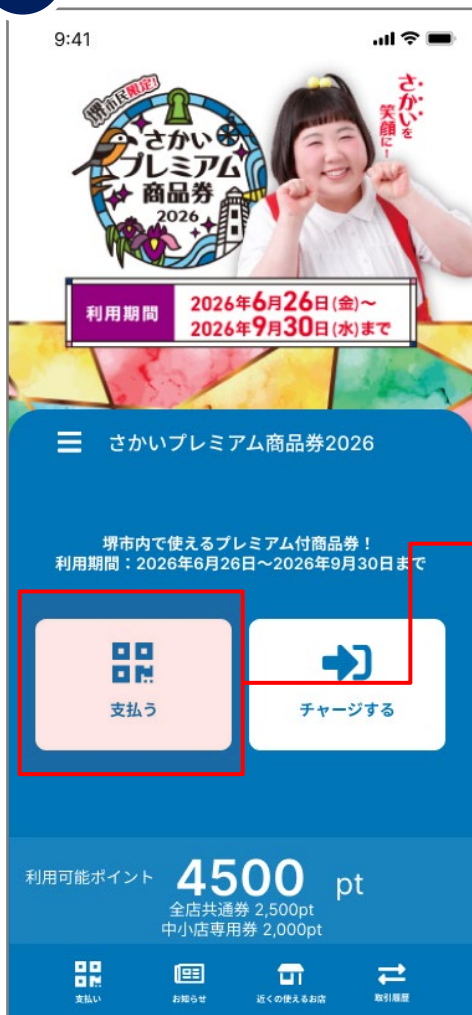 9:41
堺市民限定!
さかい
プレミアム
商品券
2026
さかいを
笑顔に!
利用期間
2026年6月26日(金)~
2026年9月30日(水)まで
さかいプレミアム商品券2026
堺市内で使えるプレミアム付商品券!
利用期間:2026年6月26日~2026年9月30日まで
支払う
チャージする
利用可能ポイント 4500 pt
全店共通券 2,500pt
中小店専用券 2,000pt
支払い
お知らせ
近くの使えるお店
取引履歴